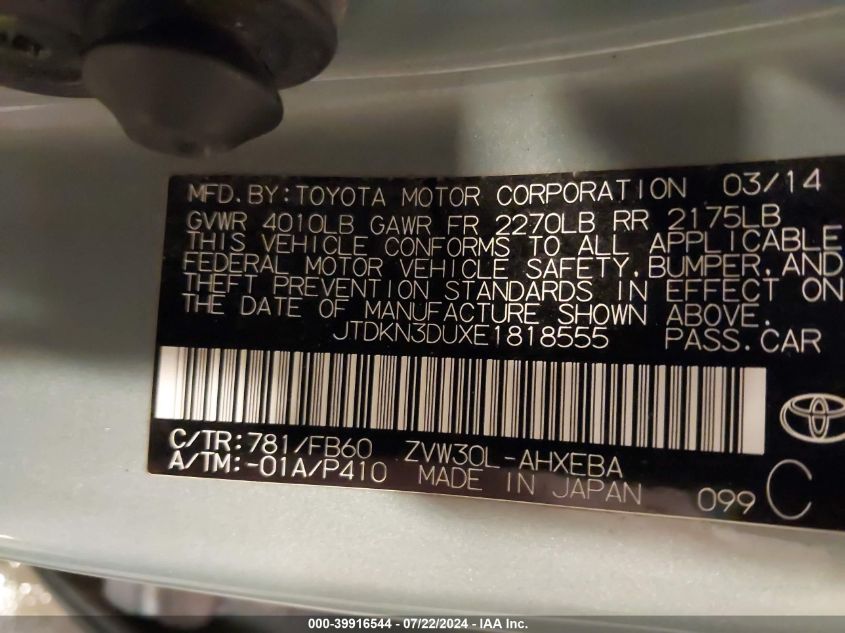 MFD.BY:TOYOTA MOTOR CORPORATION 03/14
GVWR 4010LB GAWR FR 2270LB RR 2175LB
THIS VEHICLE CONFORMS TO ALL APPLICABLE
FEDERAL MOTOR VEHICLE SAFETY,BUMPER,AND
THEFT PREVENTION STANDARDS IN EFFECT ON
THE DATE OF MANUFACTURE SHOWN ABOVE.
JTDKN3DUXE1818555 PASS.CAR
C/TR:781/FB60 ZVW30L-AHXEBA
A/TM:-01A/P410 MADE IN JAPAN 099 C
000-39916544 - 07/22/2024 - IAA Inc.